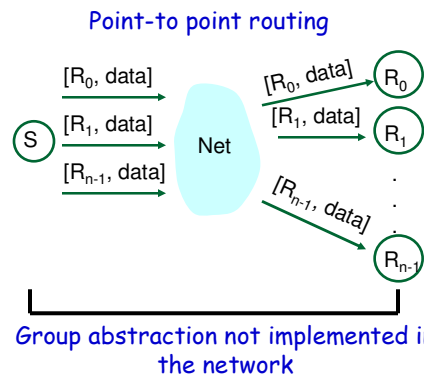 Point-to point routing
[R0, data]
[R0, data]
R0
[R1, data]
[R1, data]
S
Net
R1
[Rn-1, data]
[Rn-1, data]
.
.
.
Rn-1
Group abstraction not implemented i
the network